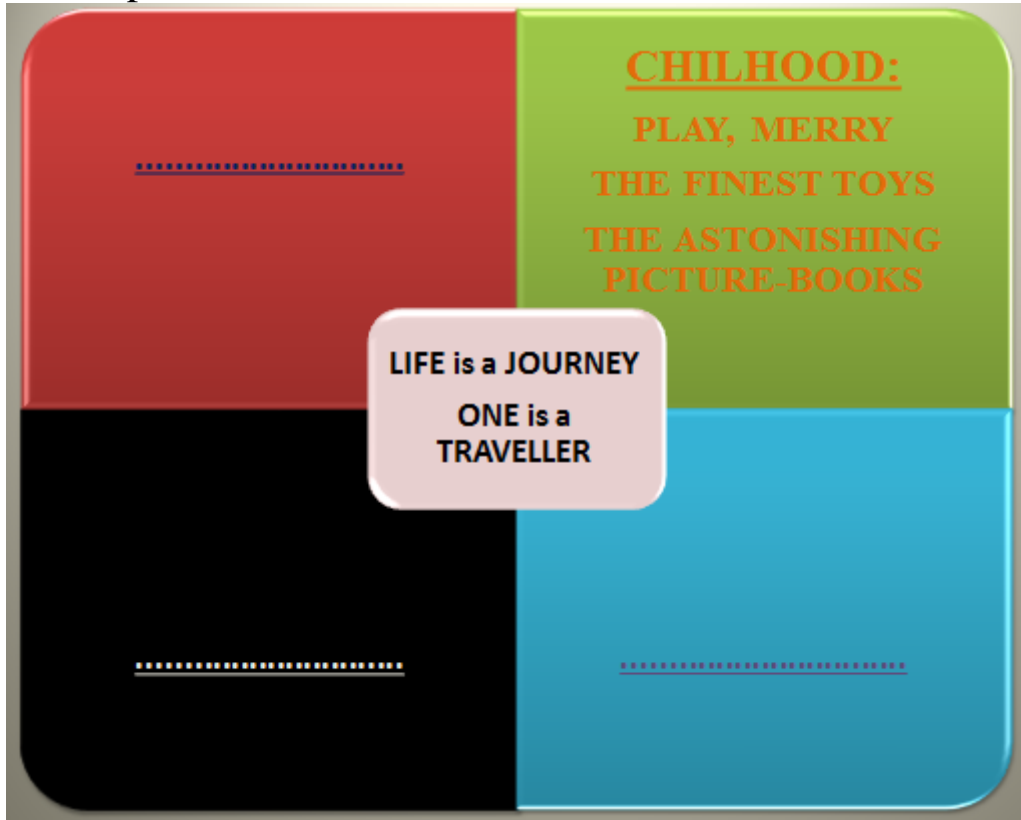 ..............................
CHILHOOD:
PLAY, MERRY
THE FINEST TOYS
THE ASTONISHING
PICTURE-BOOKS
LIFE is a JOURNEY
ONE is a
TRAVELLER
..............................
..............................